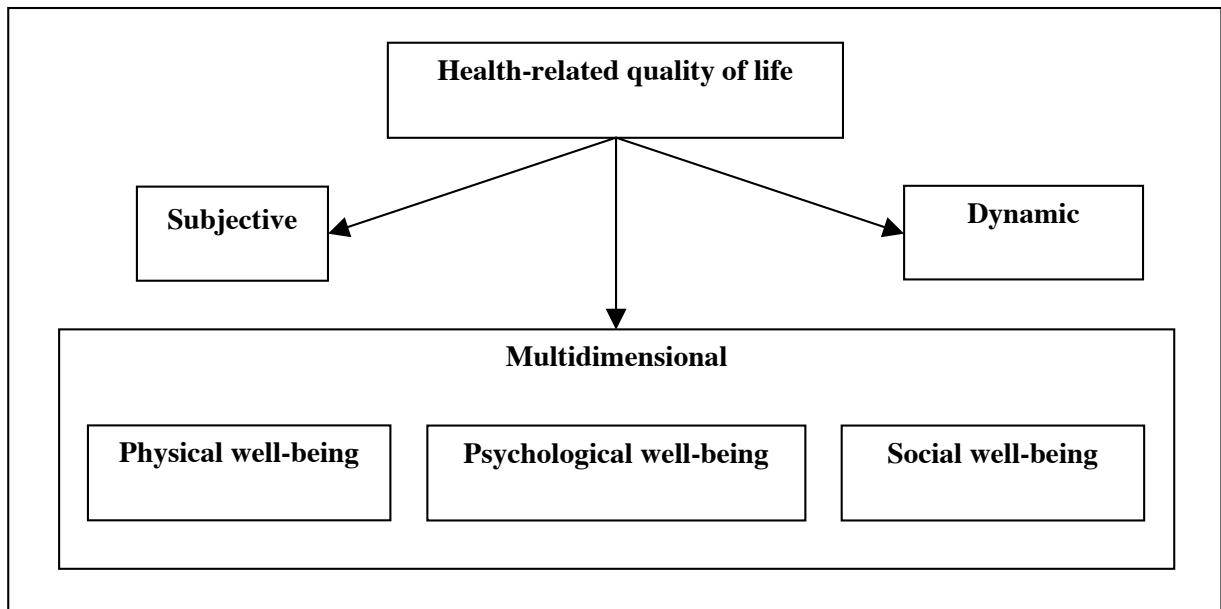 Health-related quality of life
Subjective
Dynamic
Multidimensional
Physical well-being
Psychological well-being
Social well-being